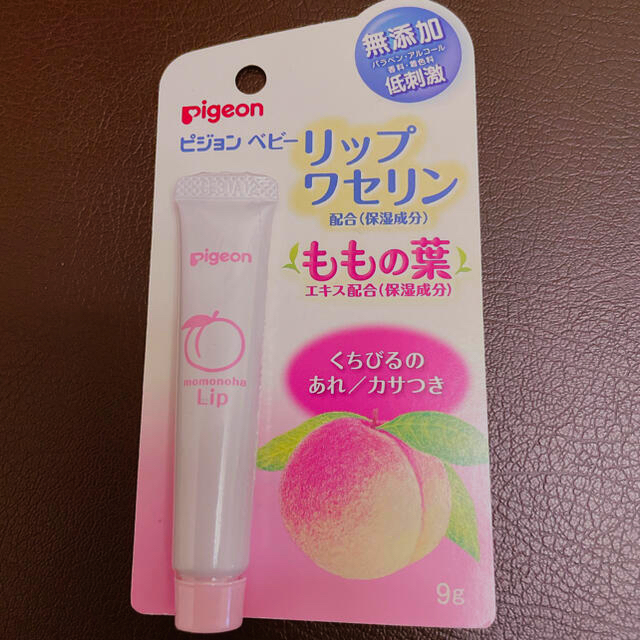 無添加
パラベン・アルコール
香料・着色料
低刺激
Pigeon
ピジョン ベビー
リップ
ワセリン
配合(保湿成分)
ももの葉
エキス配合(保湿成分)
くちびるの
あれ/カサつき
Pigeon
momonoha
Lip
9g